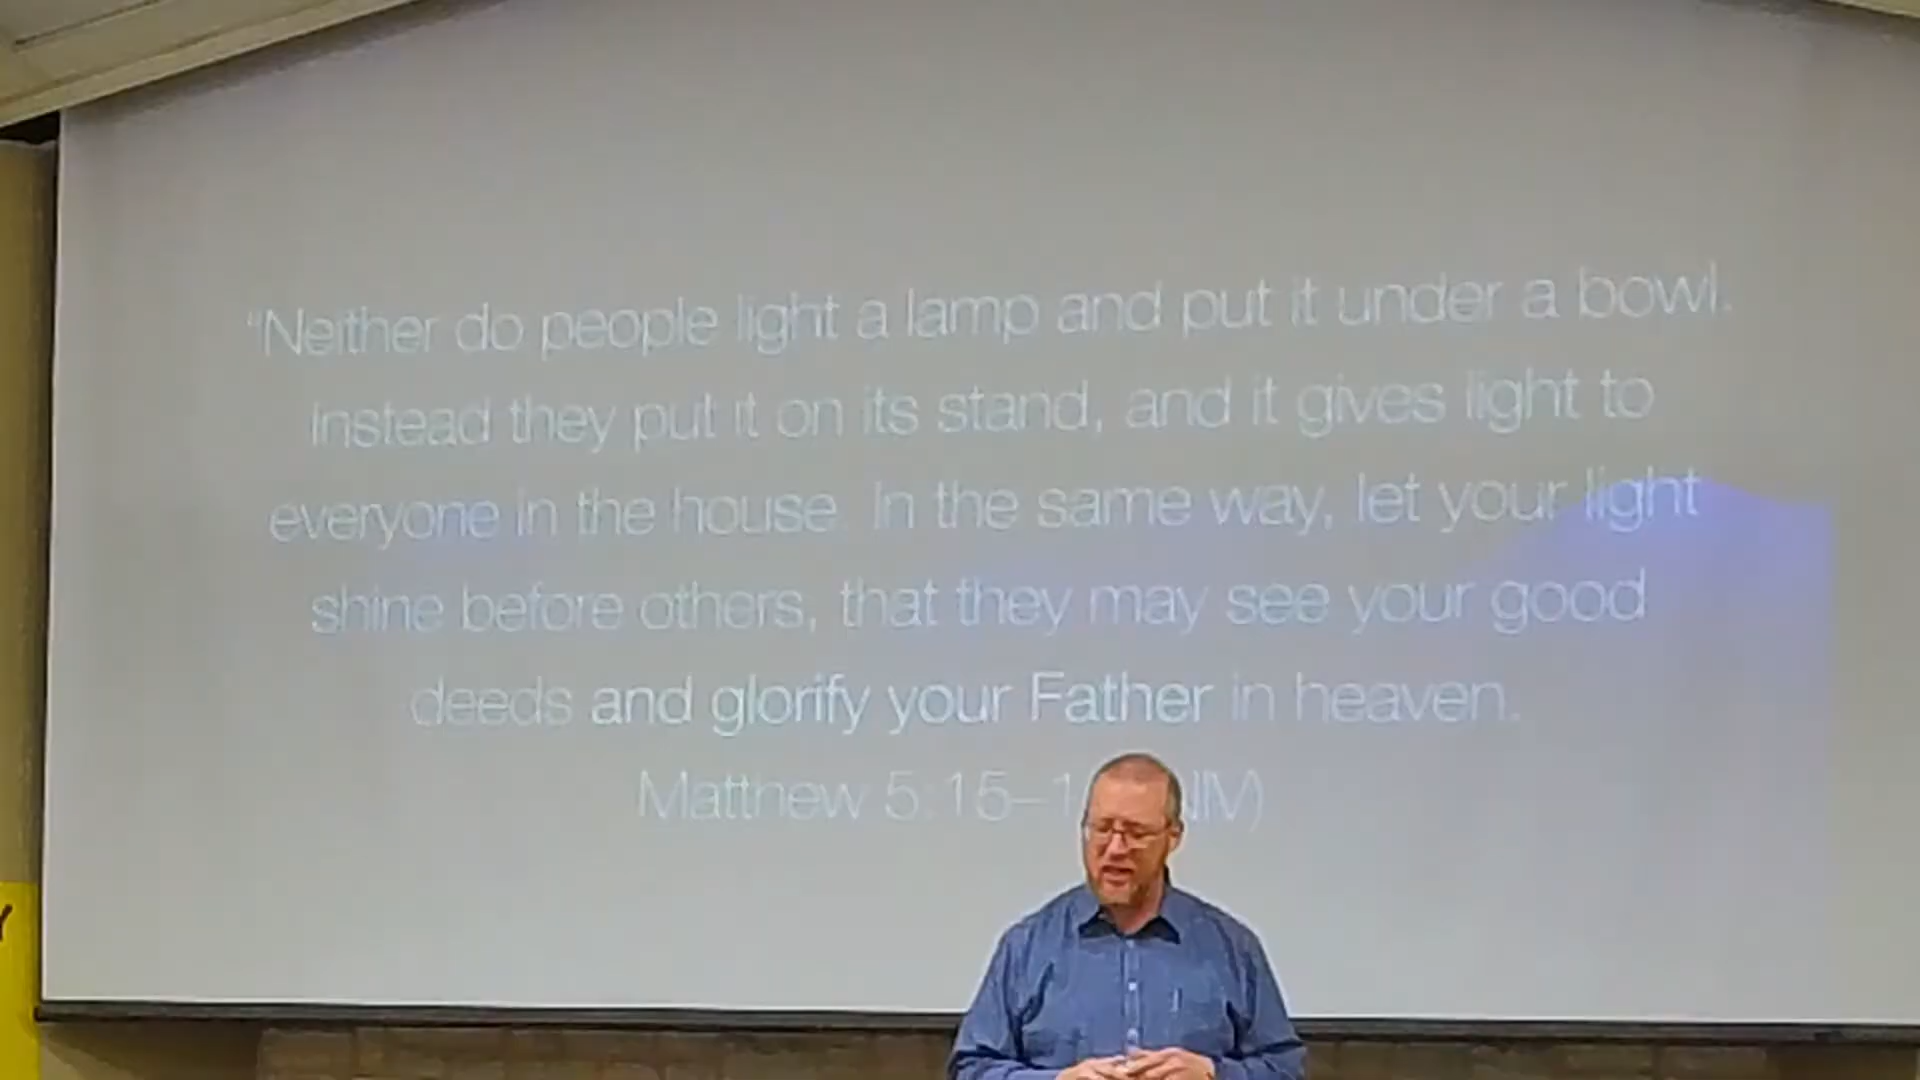 “Neither do people light a lamp and put it under a bowl.
Instead they put it on its stand, and it gives light to
everyone in the house. In the same way, let your light
shine before others, that they may see your good
deeds and glorify your Father in heaven.
Matthew 5:15–1 NIV)
Y